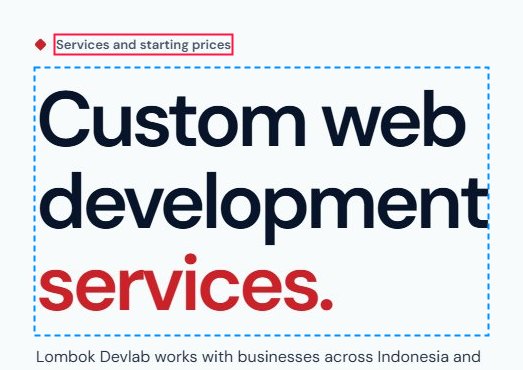 Services and starting prices
Custom web
development
services.
Lombok Devlab works with businesses across Indonesia and